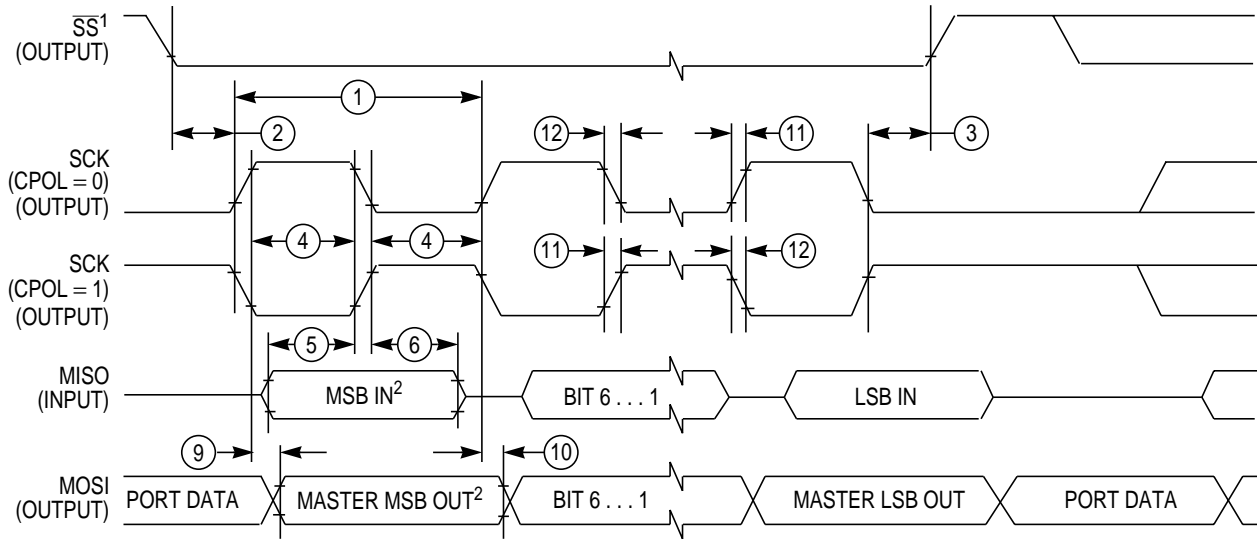 SS¹
(OUTPUT)
1
2
12
11
3
SCK
(CPOL = 0)
(OUTPUT)
4
4
SCK
(CPOL = 1)
(OUTPUT)
11
12
5
6
MISO
(INPUT)
MSB IN²
BIT 6 . . . 1
LSB IN
9
10
MOSI
(OUTPUT)
PORT DATA
MASTER MSB OUT²
BIT 6 . . . 1
MASTER LSB OUT
PORT DATA